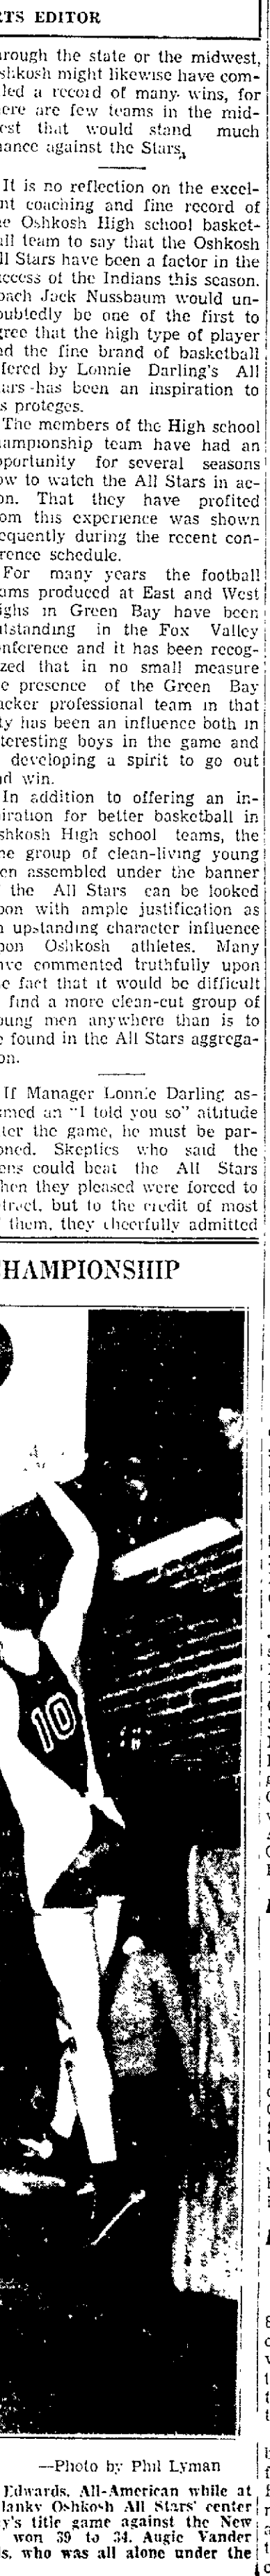 RTS EDITOR
rough the state or the midwest,
shkosh might likewise have com-
led a record of many wins, for
ere are few teams in the mid-
est that would stand much
ance against the Stars.
It is no reflection on the excel-
nt coaching and fine record of
e Oshkosh High school basket-
all team to say that the Oshkosh
ll Stars have been a factor in the
ccess of the Indians this season.
oach Jack Nussbaum would un-
oubtedly be one of the first to
gree that the high type of player
nd the fine brand of basketball
fered by Lonnie Darling's All
ars has been an inspiration to
s proteges.
The members of the High school
ampionship team have had an
pportunity for several seasons
ow to watch the All Stars in ac-
on. That they have profited
om this experience was shown
equently during the recent con-
rence schedule.
For many years the football
ams produced at East and West
ighs in Green Bay have been
utstanding in the Fox Valley
onference and it has been recog-
zed that in no small measure
e presence of the Green Bay
acker professional team in that
ty has been an influence both in
teresting boys in the game and
developing a spirit to go out
nd win.
In addition to offering an in-
iration for better basketball in
shkosh High school teams, the
ne group of clean-living young
en assembled under the banner
the All Stars can be looked
pon with ample justification as
n upstanding character influence
pon Oshkosh athletes. Many
ave commented truthfully upon
e fact that it would be difficult
find a more clean-cut group of
oung men anywhere than is to
e found in the All Stars aggrega-
on.
If Manager Lonnie Darling as-
med an "I told you so" attitude
ter the game, he must be par-
oned. Skeptics who said the
ens could beat the All Stars
hen they pleased were forced to
tract, but to the credit of most
them, they cheerfully admitted
HAMPIONSHIP
10
—Photo by Phil Lyman
Edwards, All-American while at
lanky Oshkosh All Stars' center
y's title game against the New
won 39 to 34. Augie Vander
s, who was all alone under the